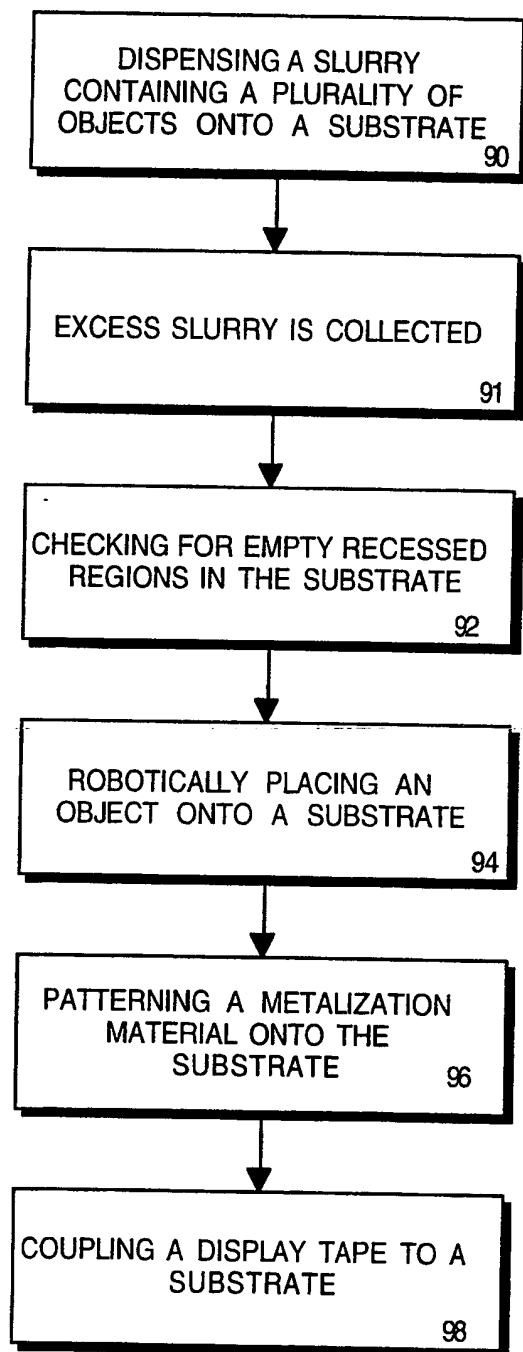 DISPENSING A SLURRY
CONTAINING A PLURALITY OF
OBJECTS ONTO A SUBSTRATE
90
EXCESS SLURRY IS COLLECTED
91
CHECKING FOR EMPTY RECESSED
REGIONS IN THE SUBSTRATE
92
ROBOTICALLY PLACING AN
OBJECT ONTO A SUBSTRATE
94
PATTERNING A METALIZATION
MATERIAL ONTO THE
SUBSTRATE
96
COUPLING A DISPLAY TAPE TO A
SUBSTRATE
98